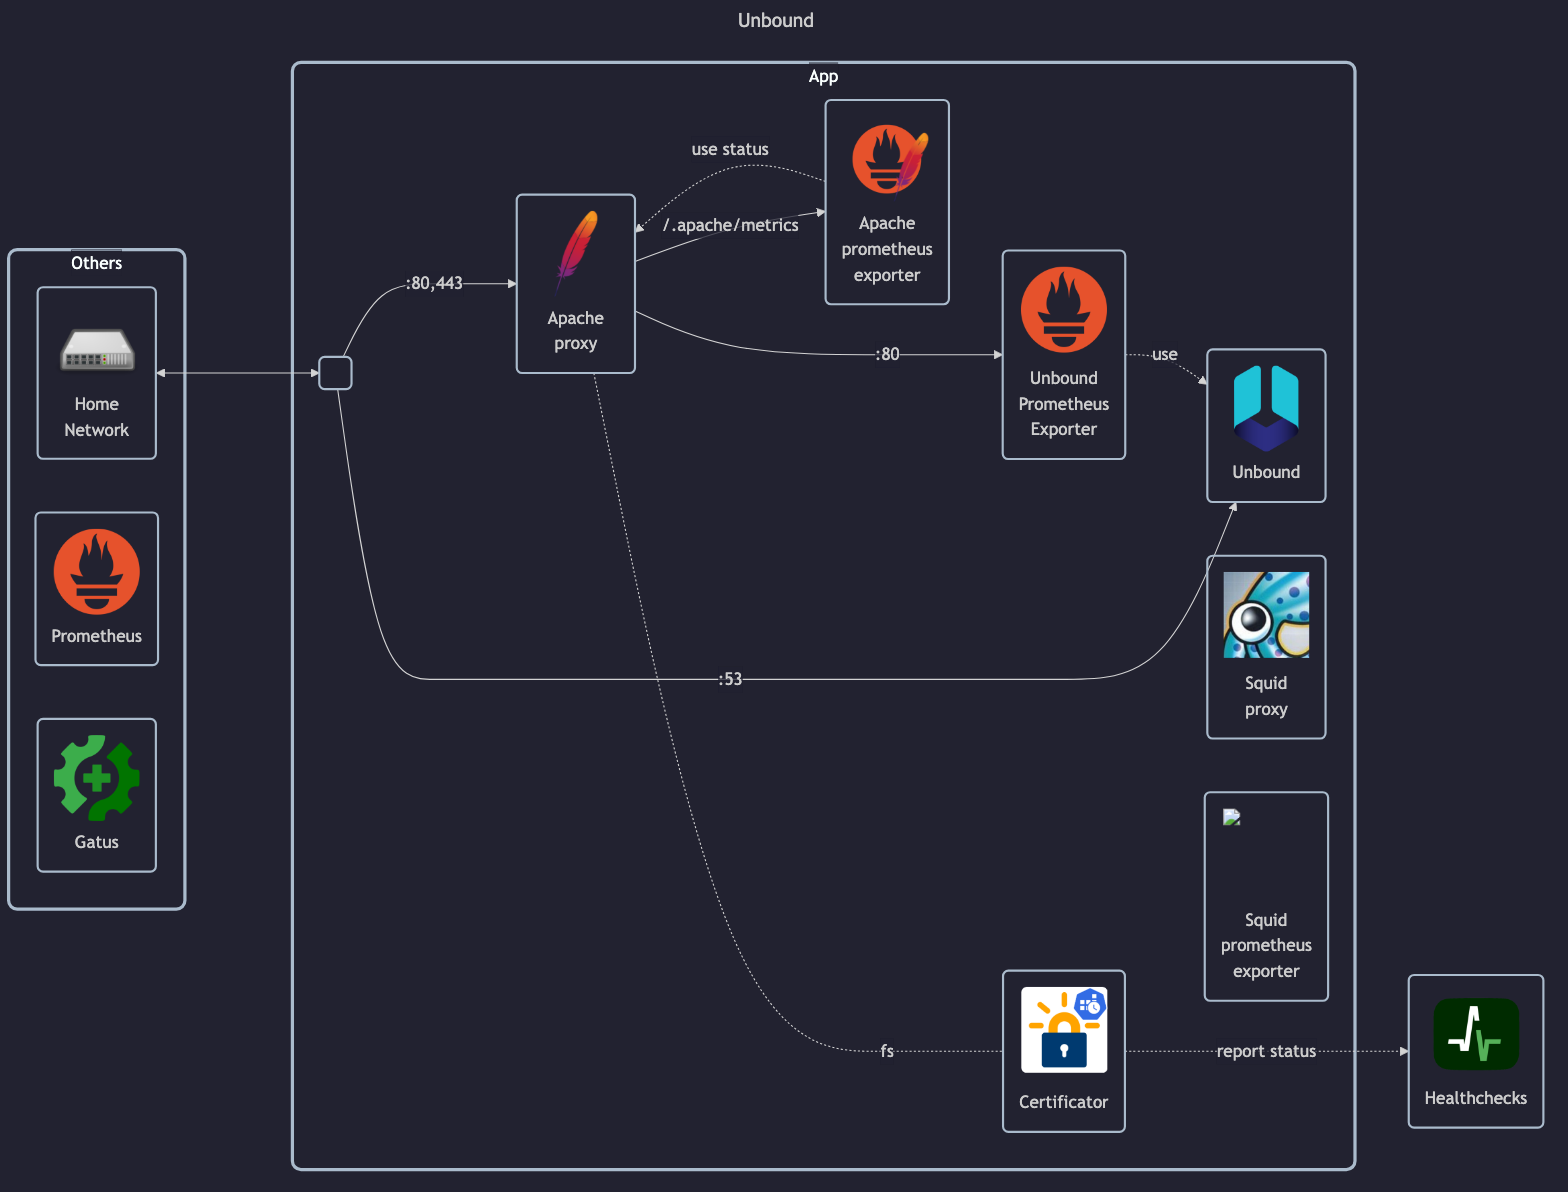 Unbound
App
Others
Home
Network
Prometheus
Gatus
:80,443
Apache
proxy
use status
/.apache/metrics
Apache
prometheus
exporter
:80
Unbound
Prometheus
Exporter
use
Unbound
:53
Squid
proxy
Squid
prometheus
exporter
fs
Certificator
report status
Healthchecks